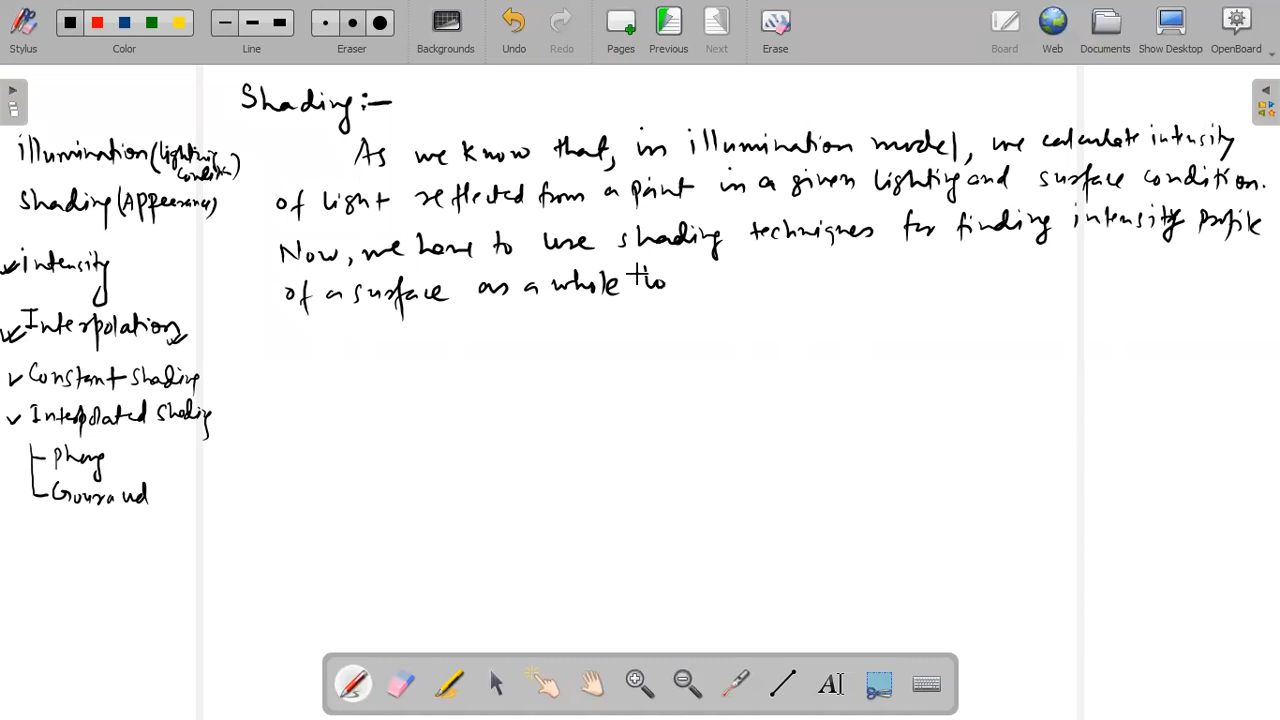 Stylus
Color
Line
Eraser
Backgrounds
Undo
Redo
Pages
Previous
Next
Erase
Board
Web
Documents
Show Desktop
OpenBoard
illumination (lighting condition)
Shading (Appearance)
intensity
Interpolation
Constant shading
Interpolated shading
Phong
Gouraud
Shading :-
As we know that, in illumination model, we calculate intensity
of light reflected from a point in a given lighting and surface condition.
Now, we have to use shading techniques for finding intensity profile
of a surface as a whole to